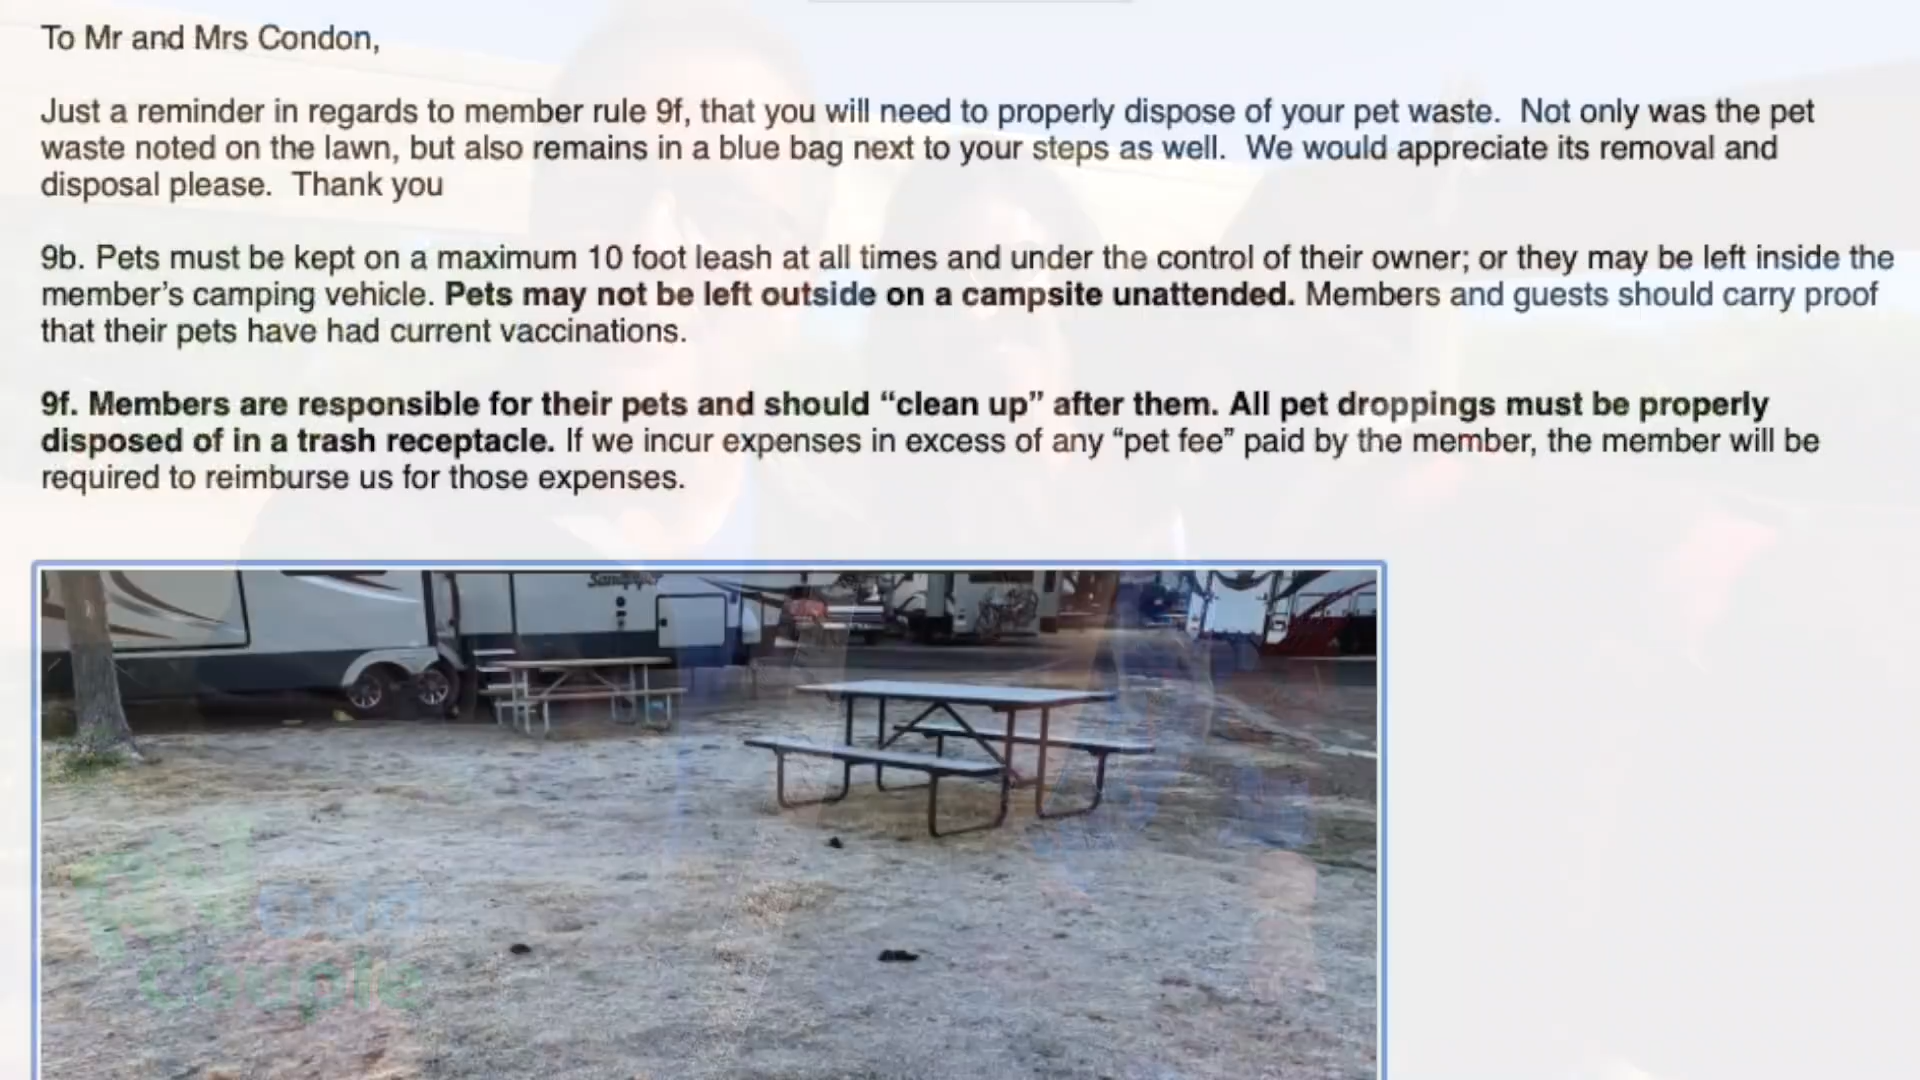 To Mr and Mrs Condon,
Just a reminder in regards to member rule 9f, that you will need to properly dispose of your pet waste.  Not only was the pet
waste noted on the lawn, but also remains in a blue bag next to your steps as well.  We would appreciate its removal and
disposal please.  Thank you
9b. Pets must be kept on a maximum 10 foot leash at all times and under the control of their owner; or they may be left inside the
member’s camping vehicle. Pets may not be left outside on a campsite unattended. Members and guests should carry proof
that their pets have had current vaccinations.
9f. Members are responsible for their pets and should “clean up” after them. All pet droppings must be properly
disposed of in a trash receptacle. If we incur expenses in excess of any “pet fee” paid by the member, the member will be
required to reimburse us for those expenses.
Sandpiper
Couple